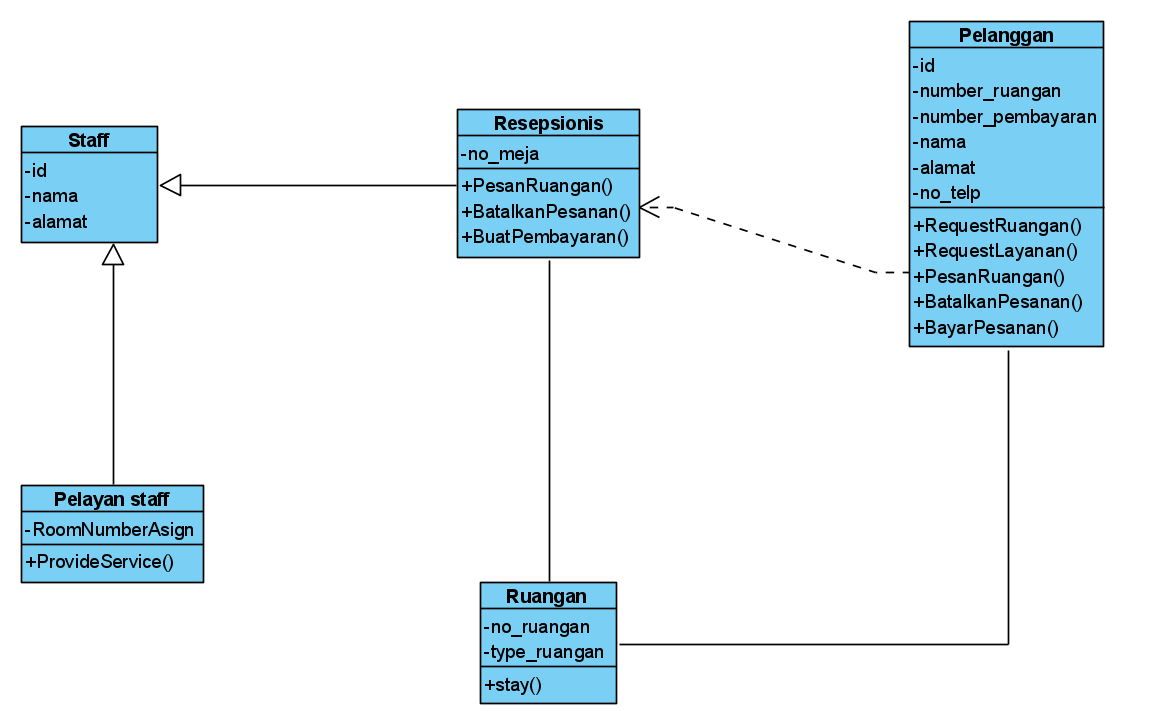 Staff
-id
-nama
-alamat
Resepsionis
-no_meja
+PesanRuangan()
+BatalkanPesanan()
+BuatPembayaran()
Pelanggan
-id
-number_ruangan
-number_pembayaran
-nama
-alamat
-no_telp
+RequestRuangan()
+RequestLayanan()
+PesanRuangan()
+BatalkanPesanan()
+BayarPesanan()
Pelayan staff
-RoomNumberAsign
+ProvideService()
Ruangan
-no_ruangan
-type_ruangan
+stay()